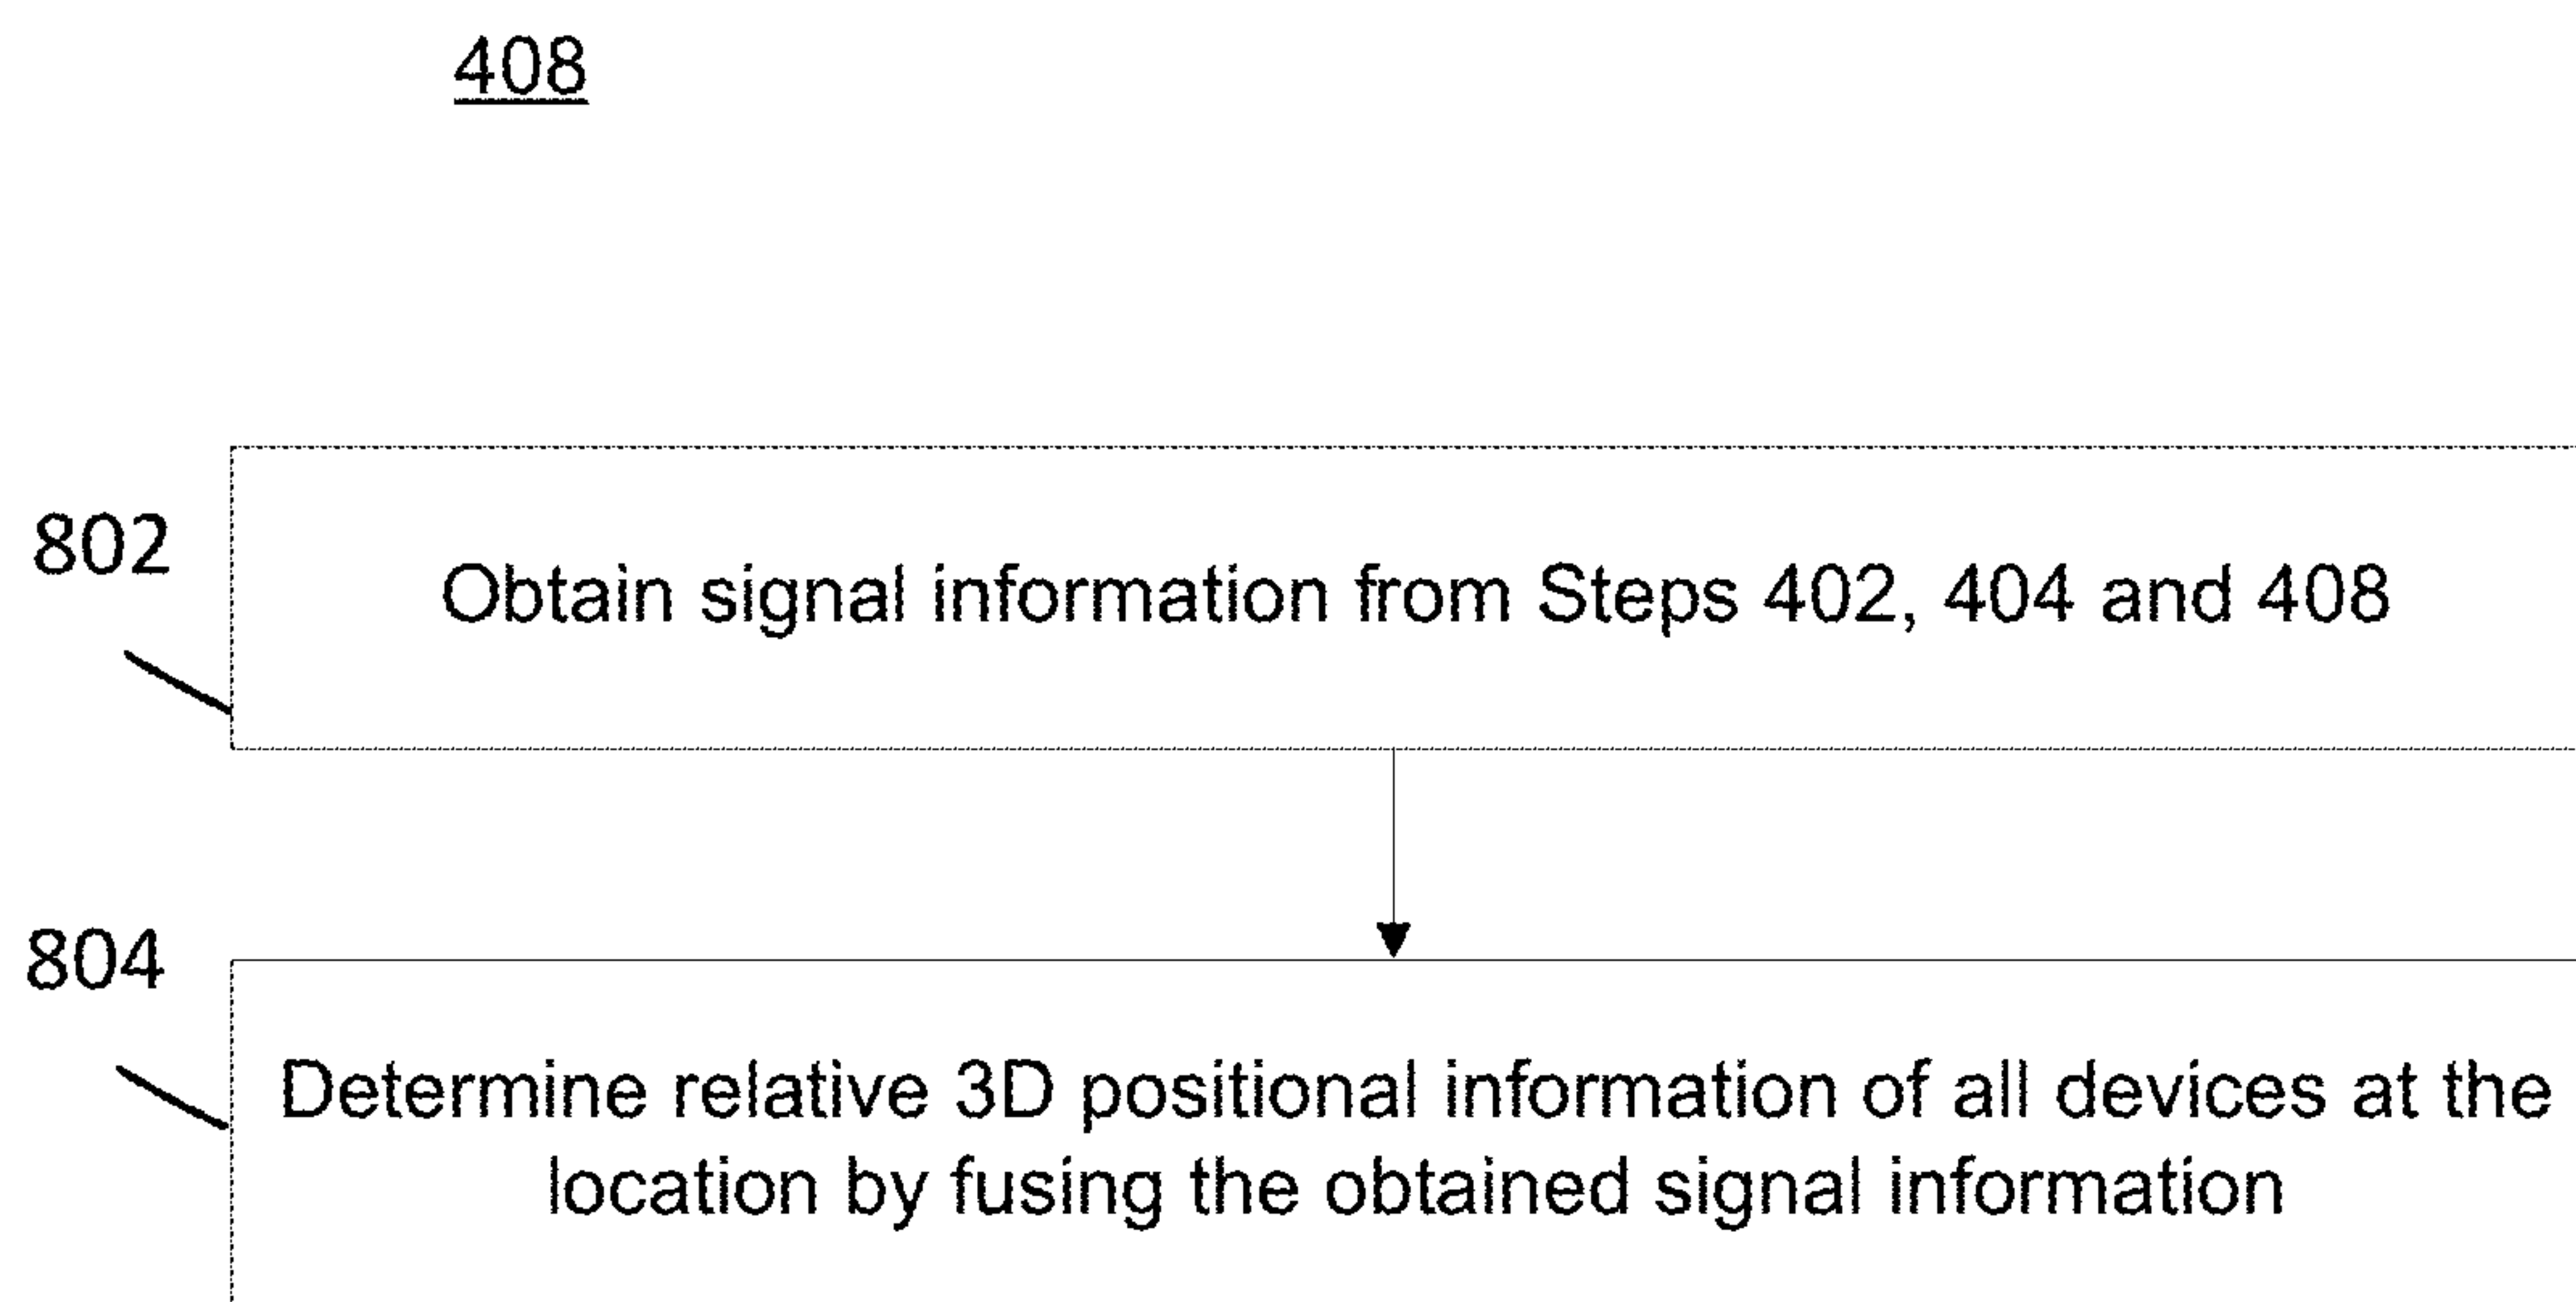 408
802
Obtain signal information from Steps 402, 404 and 408
804
Determine relative 3D positional information of all devices at the
location by fusing the obtained signal information